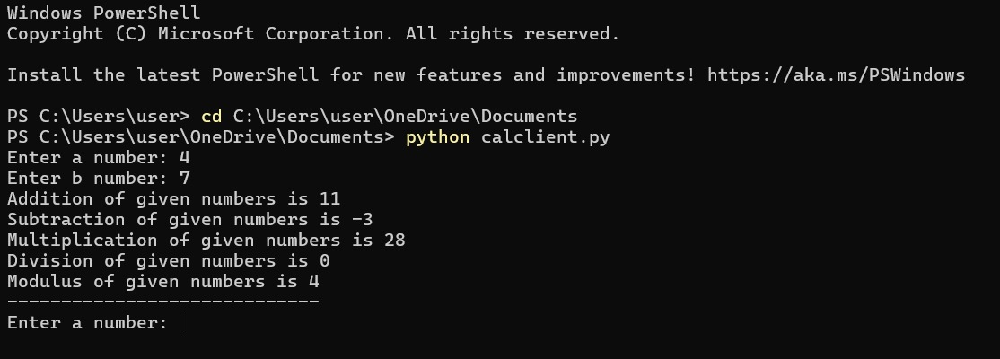 Windows PowerShell
Copyright (C) Microsoft Corporation. All rights reserved.
Install the latest PowerShell for new features and improvements! https://aka.ms/PSWindows
PS C:\Users\user> cd C:\Users\user\OneDrive\Documents
PS C:\Users\user\OneDrive\Documents> python calclient.py
Enter a number: 4
Enter b number: 7
Addition of given numbers is 11
Subtraction of given numbers is -3
Multiplication of given numbers is 28
Division of given numbers is 0
Modulus of given numbers is 4
-----------------------------
Enter a number: